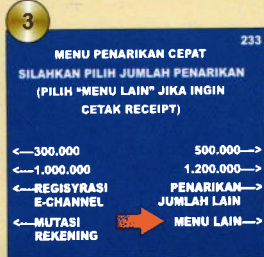 3
233
MENU PENARIKAN CEPAT
SILAHKAN PILIH JUMLAH PENARIKAN
(PILIH "MENU LAIN" JIKA INGIN
CETAK RECEIPT)
<---300.000 500.000--->
<---1.000.000 1.200.000--->
<---REGISYRASI PENARIKAN--->
E-CHANNEL JUMLAH LAIN
<---MUTASI MENU LAIN--->
REKENING